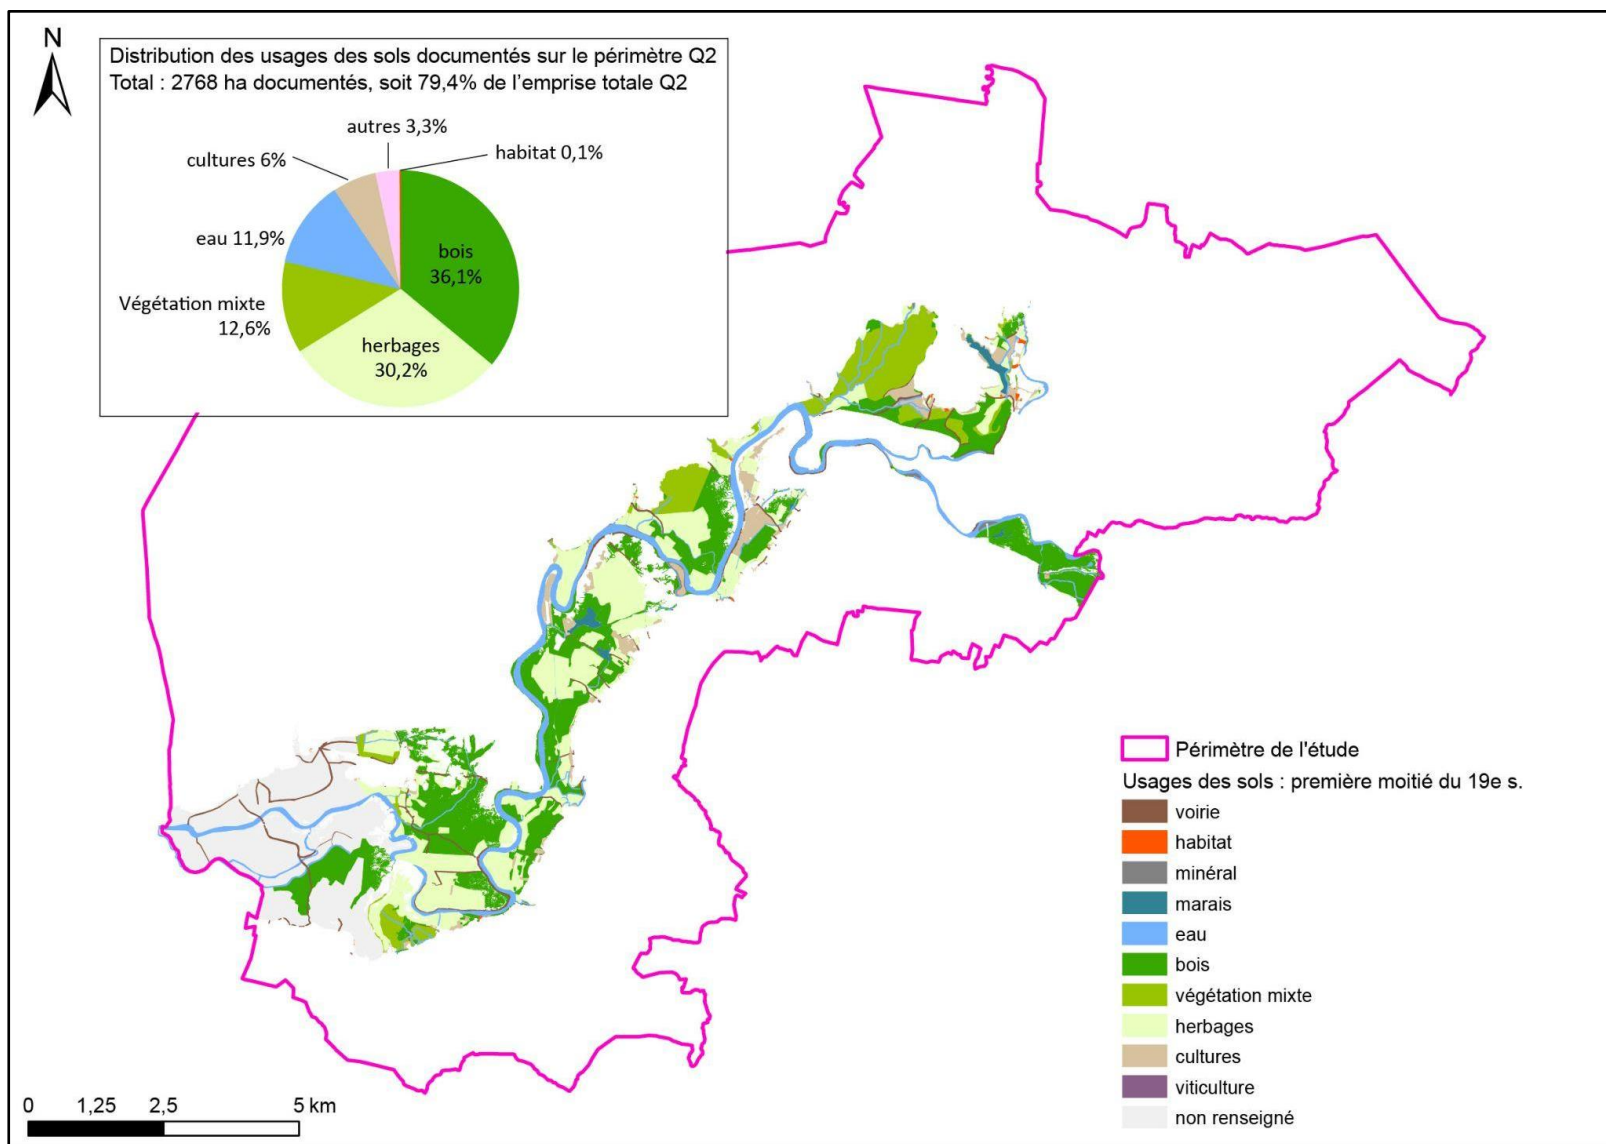 N
Distribution des usages des sols documentés sur le périmètre Q2
Total : 2768 ha documentés, soit 79,4% de l'emprise totale Q2
autres 3,3%
habitat 0,1%
cultures 6%
eau 11,9%
bois
36,1%
Végétation mixte
12,6%
herbages
30,2%
Périmètre de l'étude
Usages des sols : première moitié du 19e s.
voirie
habitat
minéral
marais
eau
bois
végétation mixte
herbages
cultures
viticulture
non renseigné
0 1,25 2,5 5 km